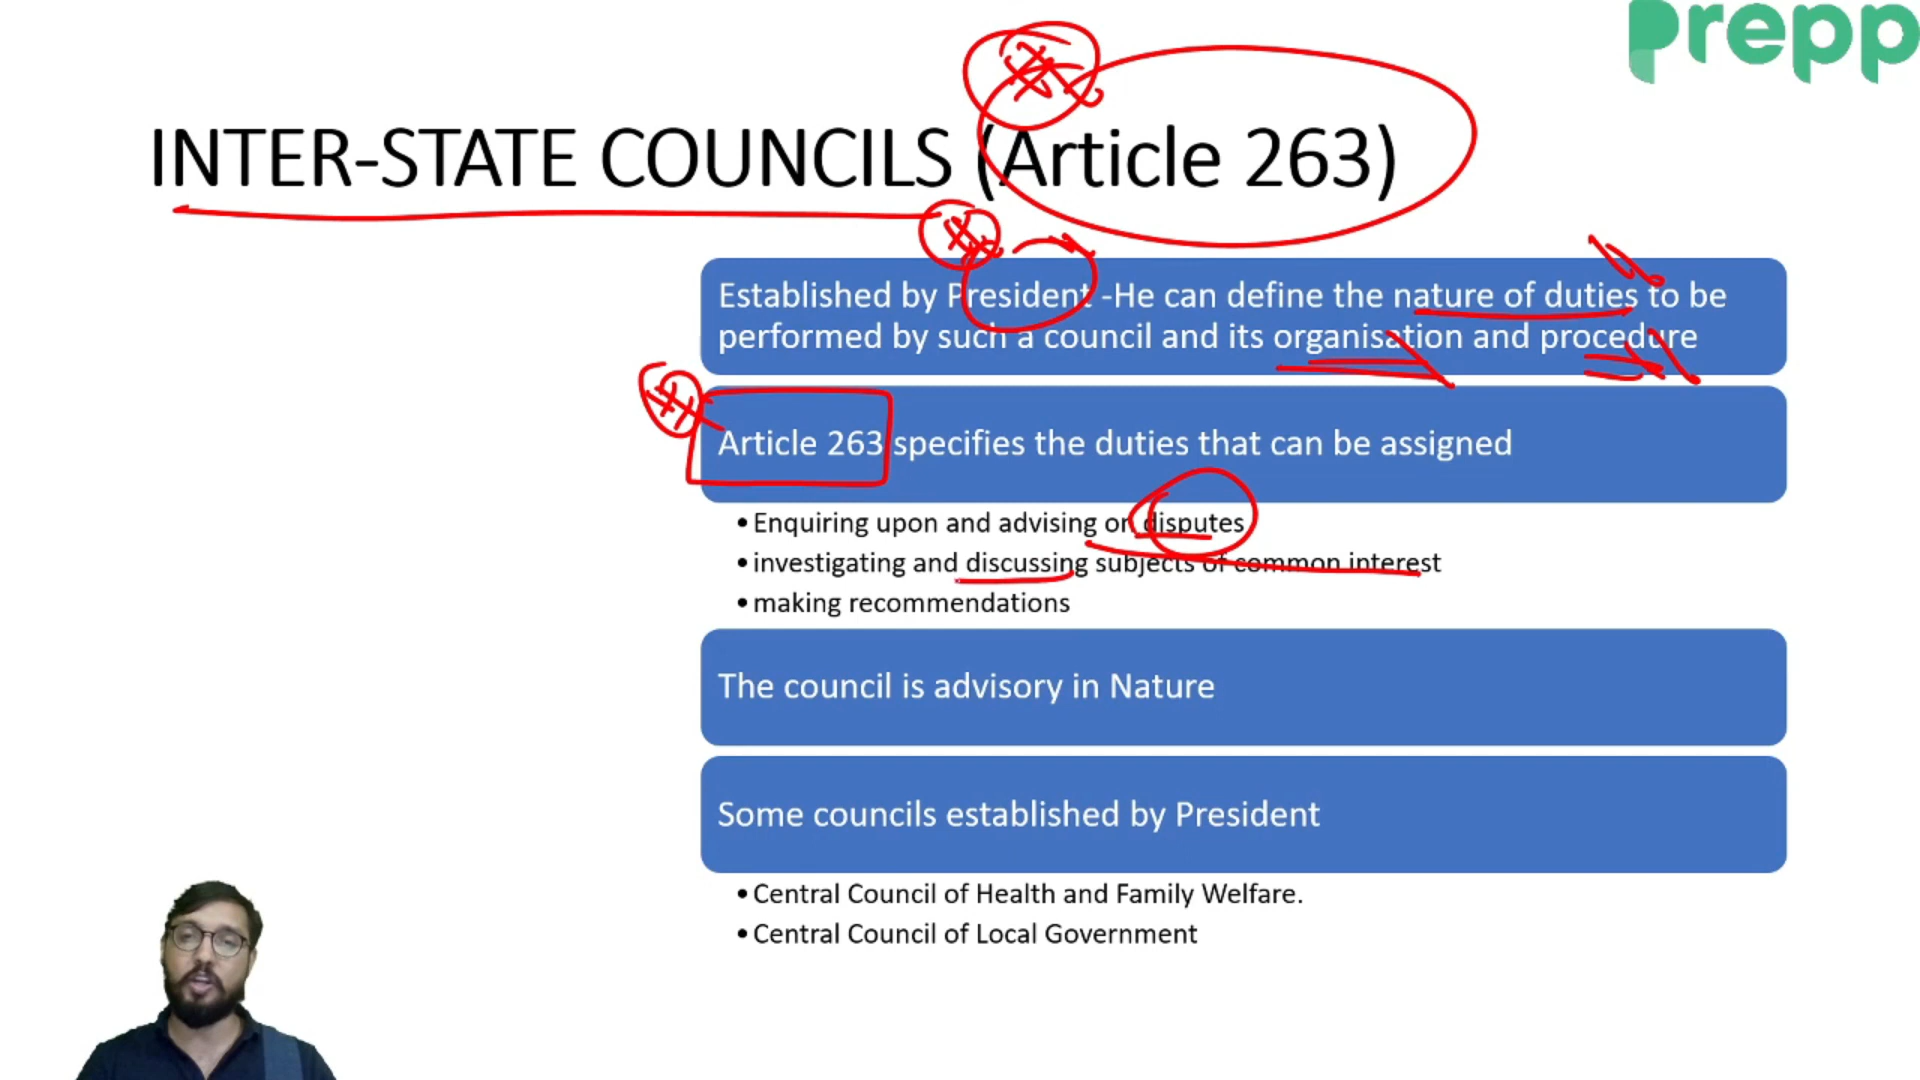 prepp
INTER-STATE COUNCILS (Article 263)
Established by President -He can define the nature of duties to be
performed by such a council and its organisation and procedure
Article 263 specifies the duties that can be assigned
•Enquiring upon and advising on disputes
•investigating and discussing subjects of common interest
•making recommendations
The council is advisory in Nature
Some councils established by President
•Central Council of Health and Family Welfare.
•Central Council of Local Government